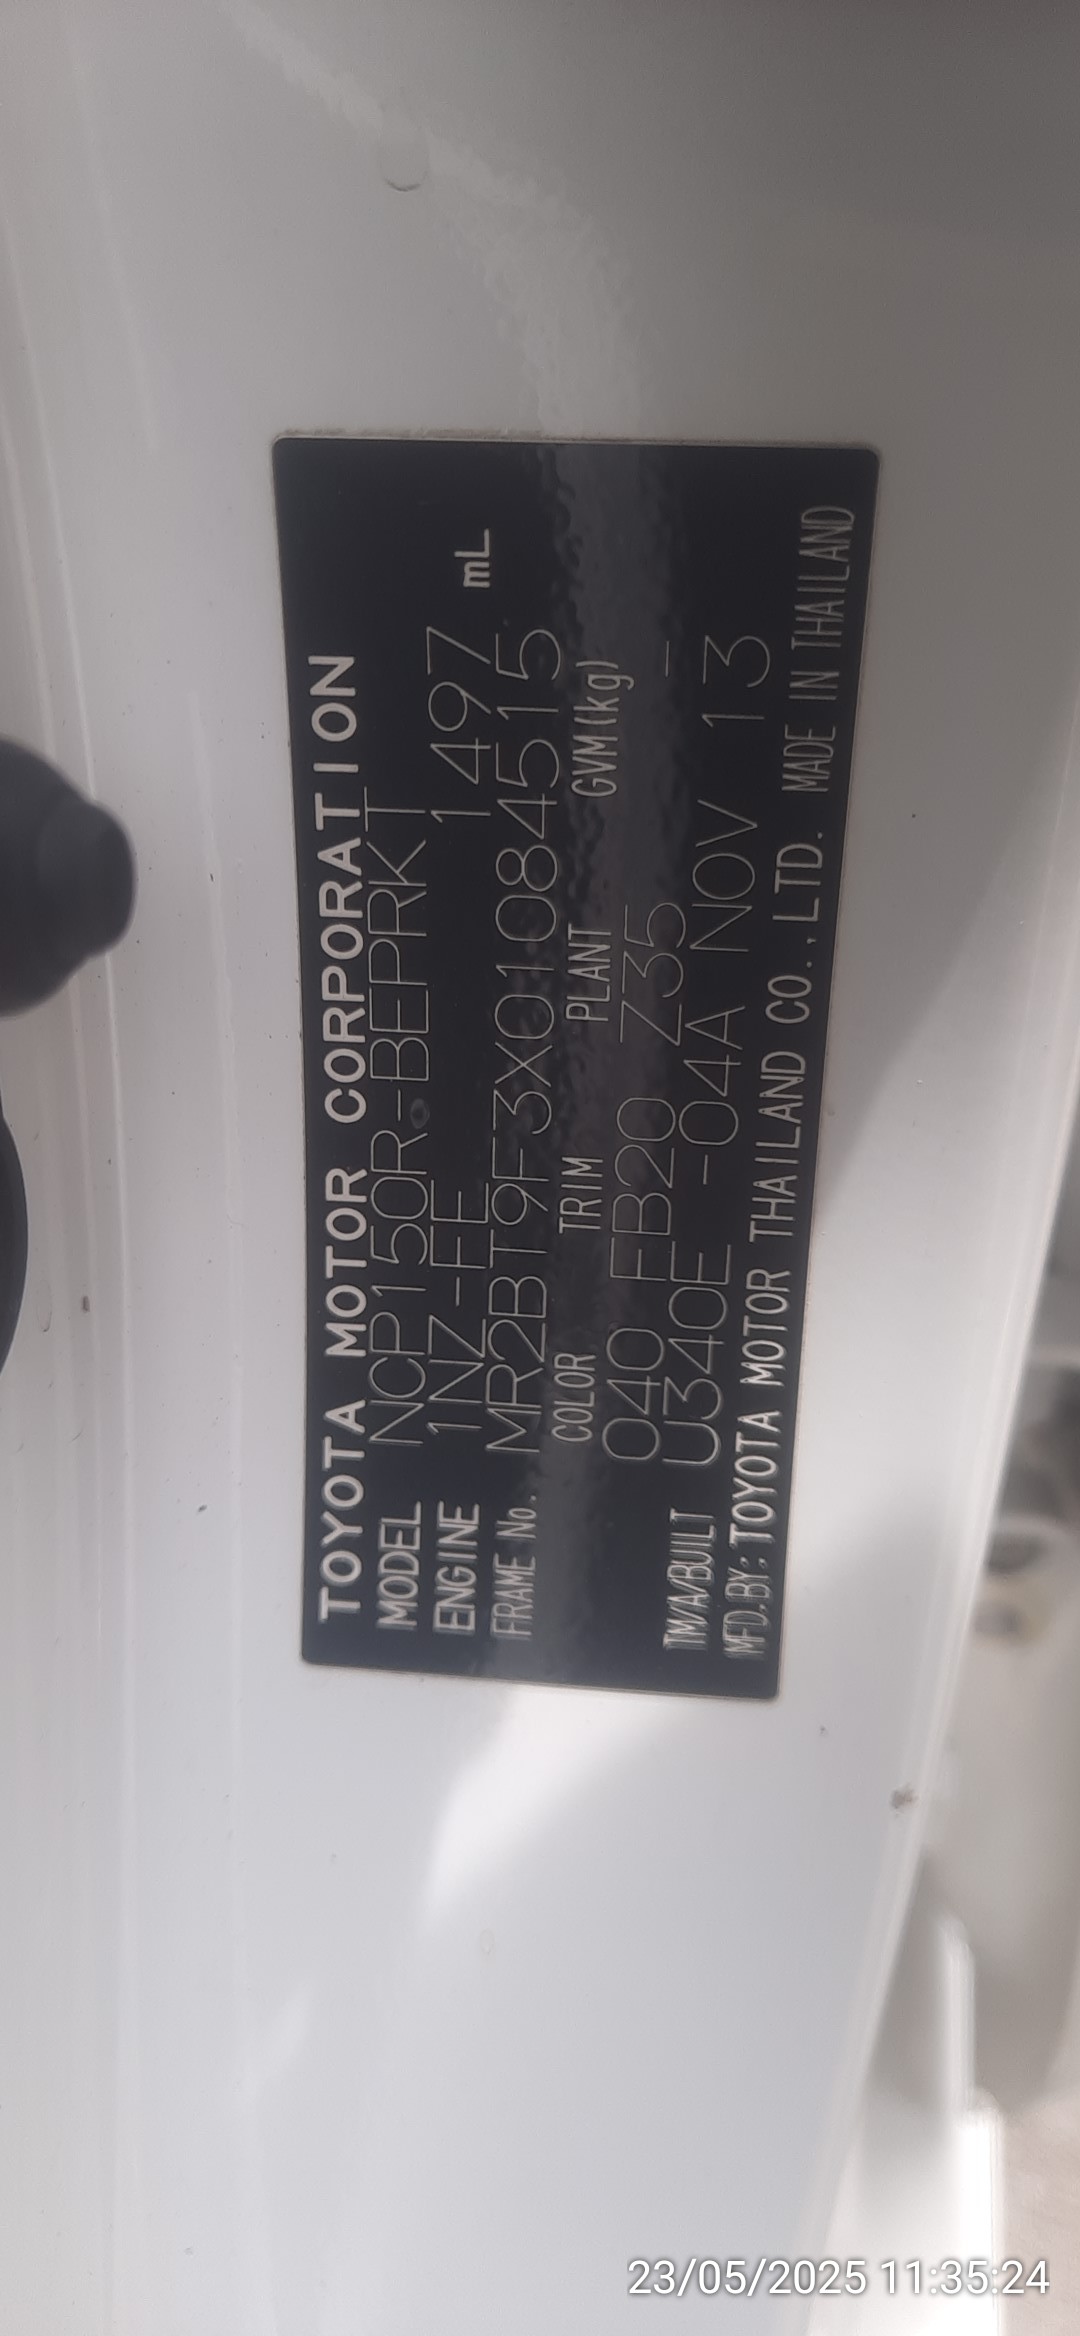 TOYOTA MOTOR CORPORATION
MODEL NCP150R-BEPRKT
ENGINE 1NZ-FE 1497 mL
FRAME No. MR2BT9F3X01084515
COLOR TRIM PLANT GVM(kg)
040 FB20 Z35 -
TM/A/BUILT U340E -04A NOV 13
MFD.BY: TOYOTA MOTOR THAILAND CO.,LTD. MADE IN THAILAND
23/05/2025 11:35:24